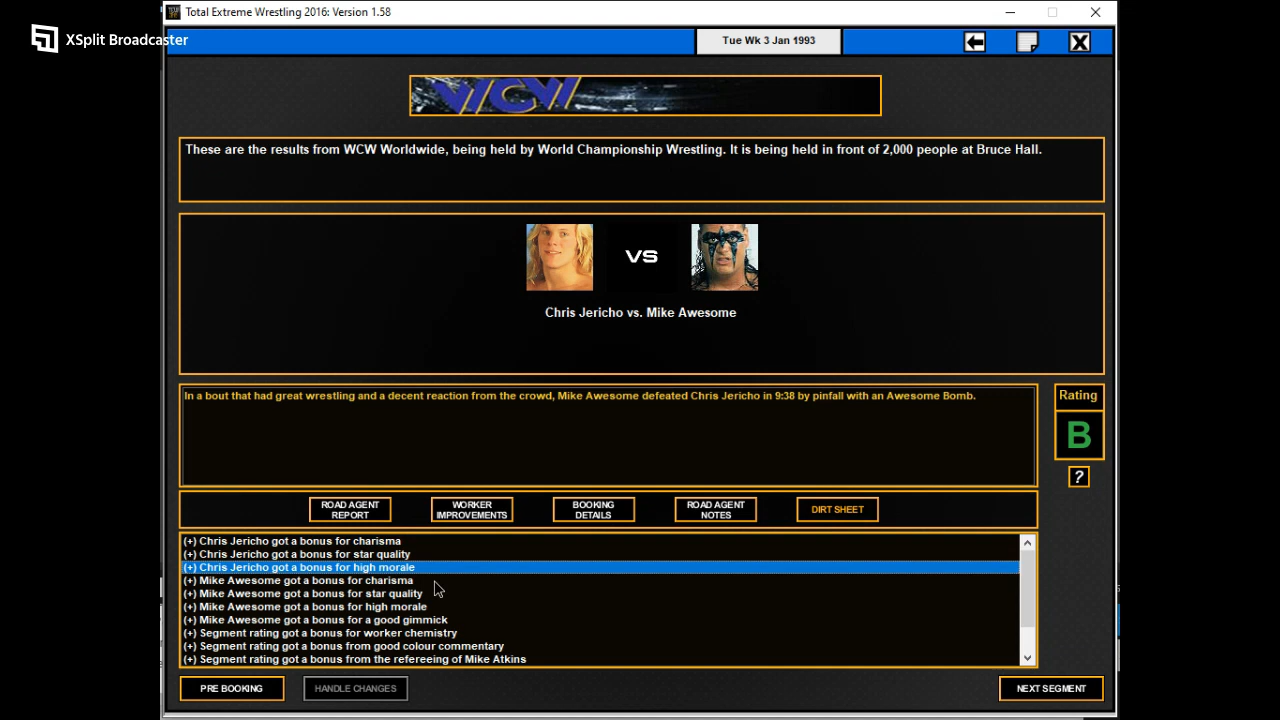 Total Extreme Wrestling 2016: Version 1.58
XSplit Broadcaster
Tue Wk 3 Jan 1993
WCW
These are the results from WCW Worldwide, being held by World Championship Wrestling. It is being held in front of 2,000 people at Bruce Hall.
VS
Chris Jericho vs. Mike Awesome
In a bout that had great wrestling and a decent reaction from the crowd, Mike Awesome defeated Chris Jericho in 9:38 by pinfall with an Awesome Bomb.
Rating
B
?
ROAD AGENT REPORT
WORKER IMPROVEMENTS
BOOKING DETAILS
ROAD AGENT NOTES
DIRT SHEET
(+) Chris Jericho got a bonus for charisma
(+) Chris Jericho got a bonus for star quality
(+) Chris Jericho got a bonus for high morale
(+) Mike Awesome got a bonus for charisma
(+) Mike Awesome got a bonus for star quality
(+) Mike Awesome got a bonus for high morale
(+) Mike Awesome got a bonus for a good gimmick
(+) Segment rating got a bonus for worker chemistry
(+) Segment rating got a bonus from good colour commentary
(+) Segment rating got a bonus from the refereeing of Mike Atkins
PRE BOOKING
HANDLE CHANGES
NEXT SEGMENT